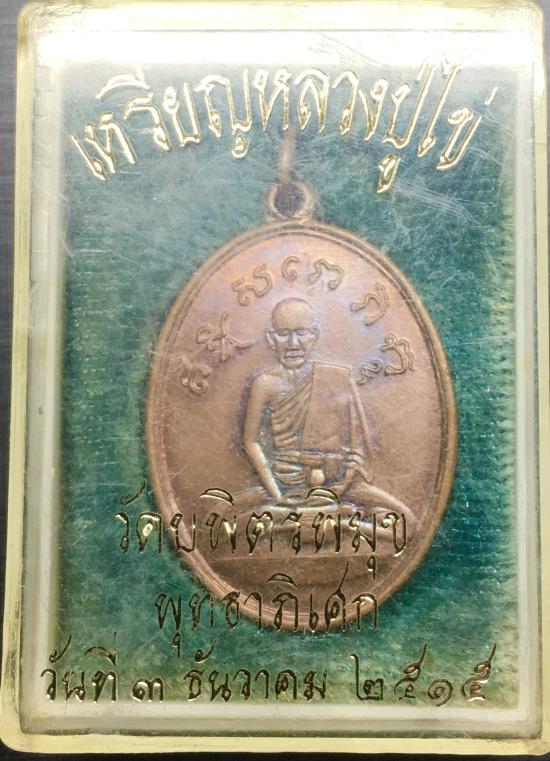 เหรียญหลวงปู่ไข่
วัดบพิตรพิมุข
พุทธาภิเศก
วันที่ ๓ ธันวาคม ๒๕๑๕